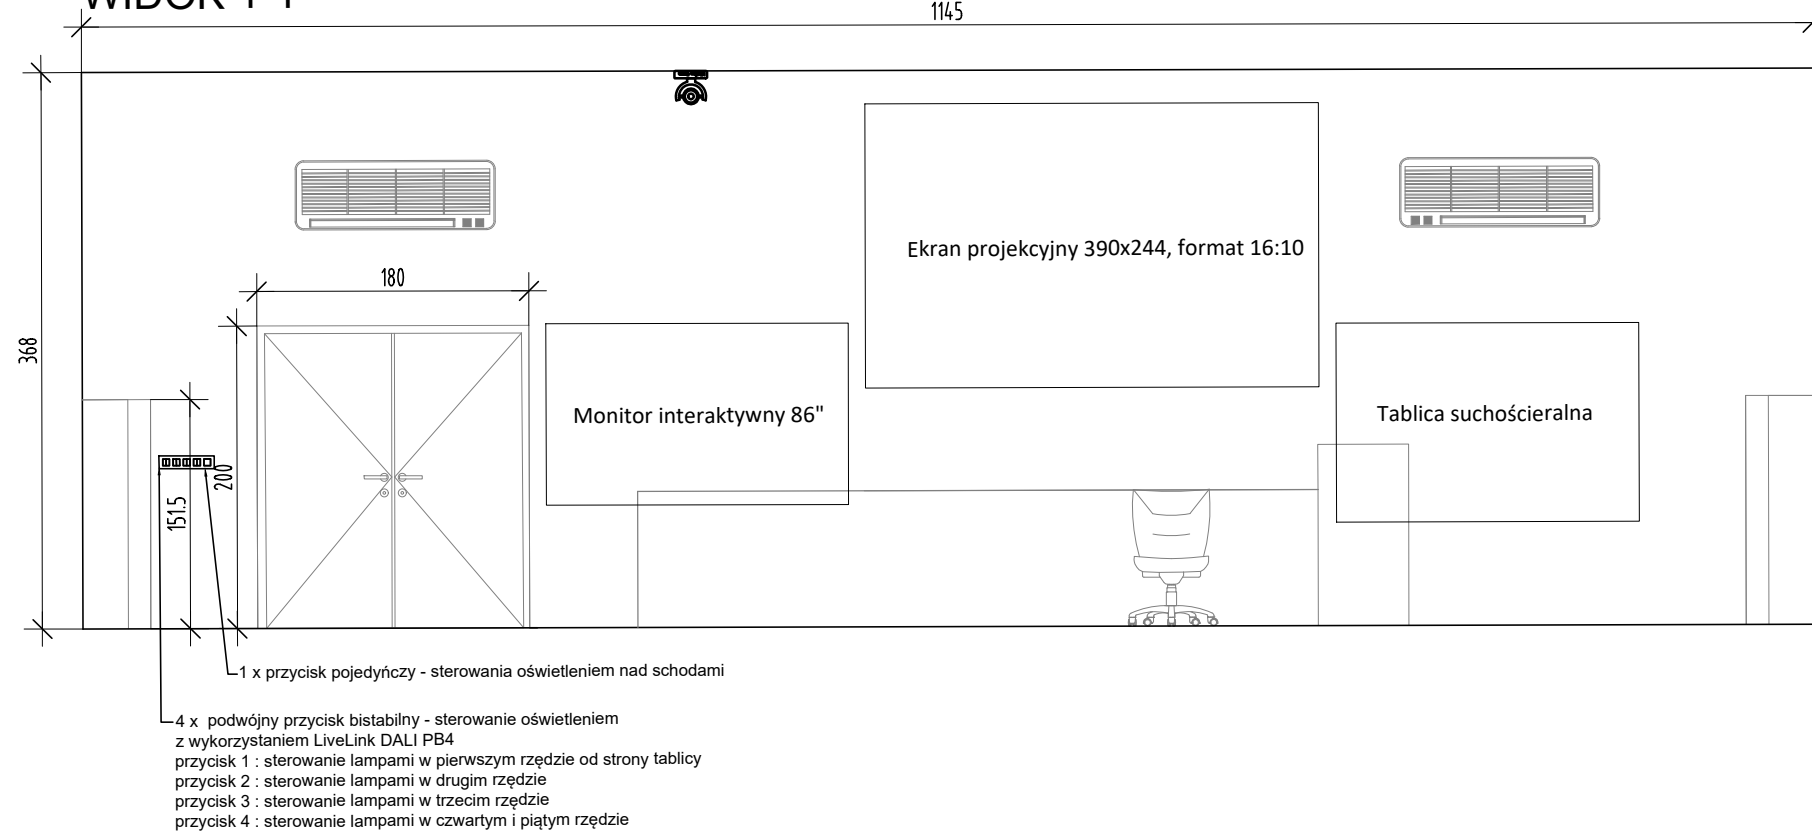 WIDOK 1-1
1145
368
180
Ekran projekcyjny 390x244, format 16:10
Monitor interaktywny 86"
Tablica suchościeralna
200
151.5
1 x przycisk pojedyńczy - sterowania oświetleniem nad schodami
4 x podwójny przycisk bistabilny - sterowanie oświetleniem
z wykorzystaniem LiveLink DALI PB4
przycisk 1 : sterowanie lampami w pierwszym rzędzie od strony tablicy
przycisk 2 : sterowanie lampami w drugim rzędzie
przycisk 3 : sterowanie lampami w trzecim rzędzie
przycisk 4 : sterowanie lampami w czwartym i piątym rzędzie